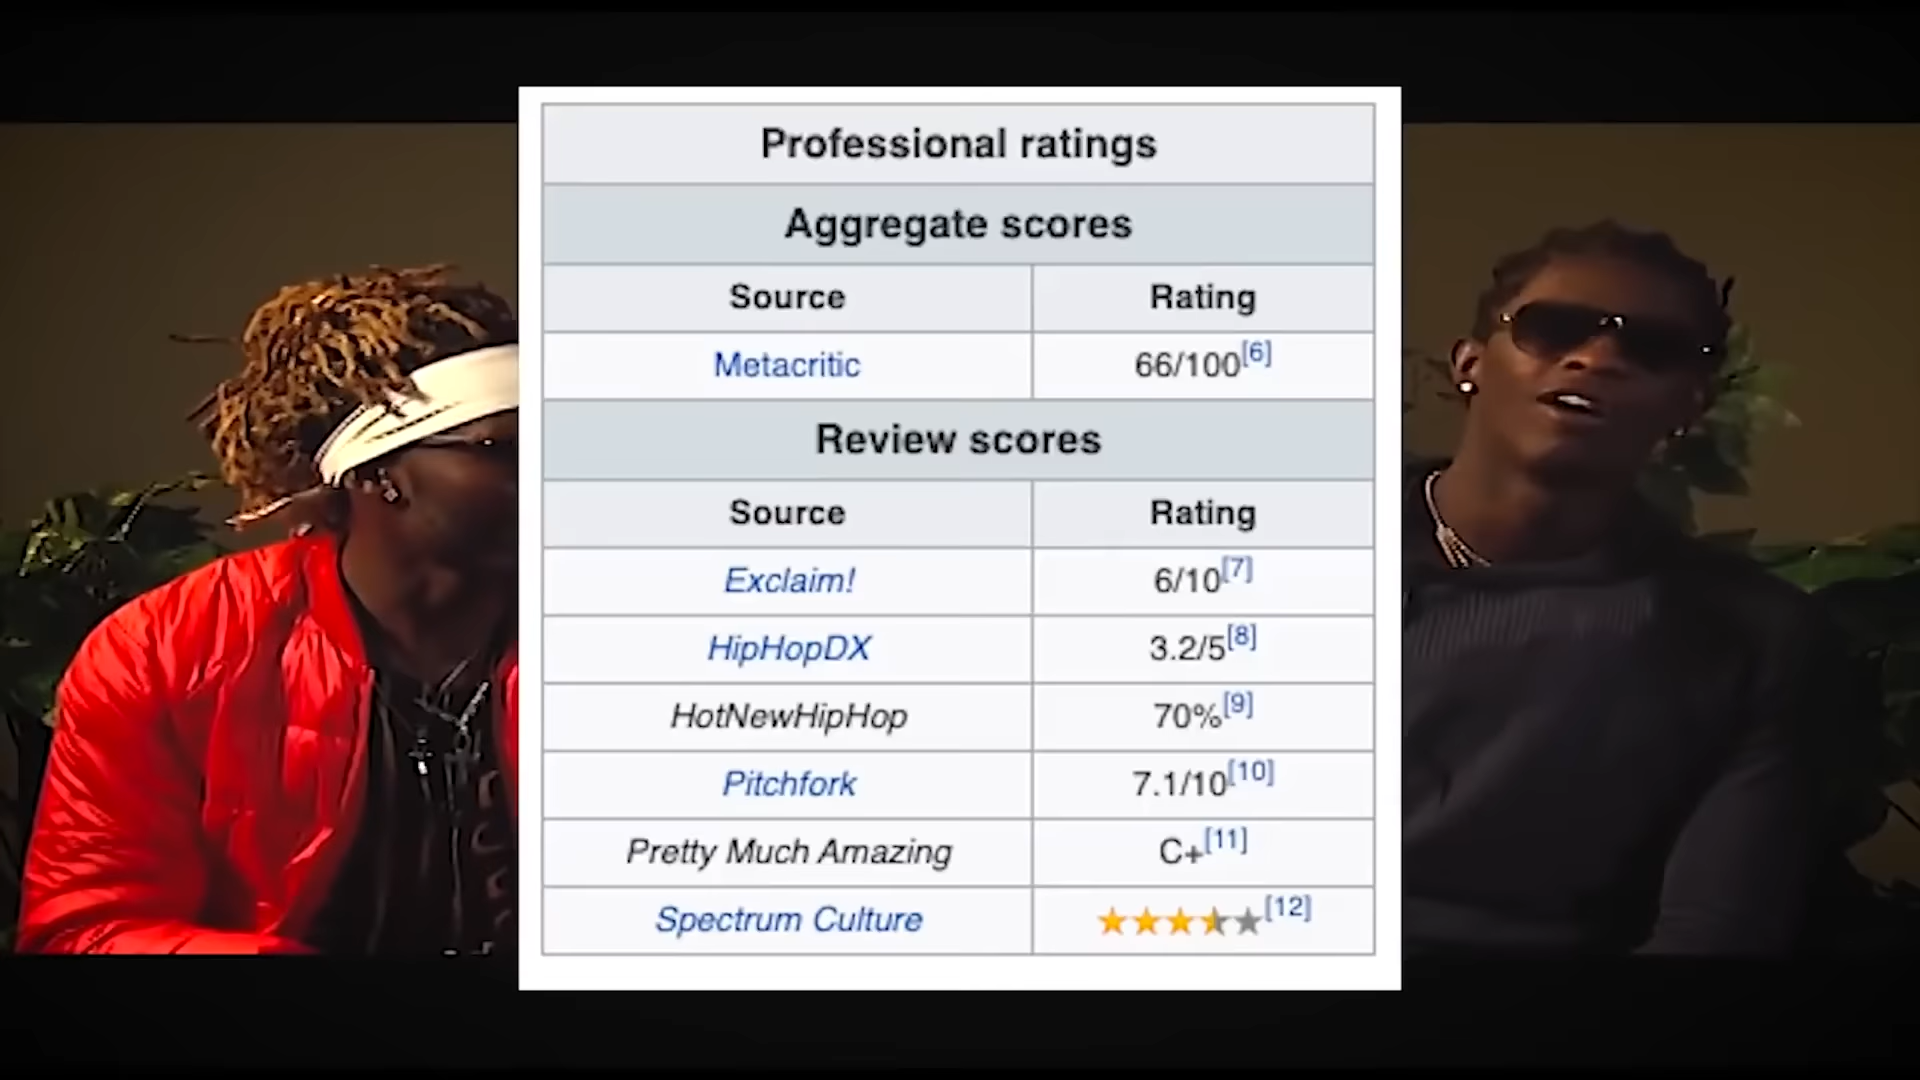 Professional ratings
Aggregate scores
Source Rating
Metacritic 66/100[6]
Review scores
Source Rating
Exclaim! 6/10[7]
HipHopDX 3.2/5[8]
HotNewHipHop 70%[9]
Pitchfork 7.1/10[10]
Pretty Much Amazing C+[11]
Spectrum Culture [12]